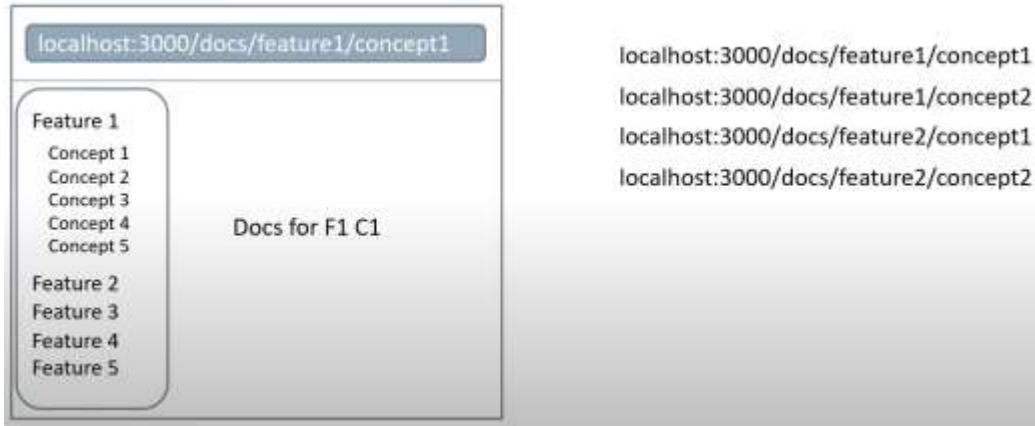 localhost:3000/docs/feature1/concept1
Feature 1
Concept 1
Concept 2
Concept 3
Concept 4
Concept 5
Feature 2
Feature 3
Feature 4
Feature 5
Docs for F1 C1
localhost:3000/docs/feature1/concept1
localhost:3000/docs/feature1/concept2
localhost:3000/docs/feature2/concept1
localhost:3000/docs/feature2/concept2